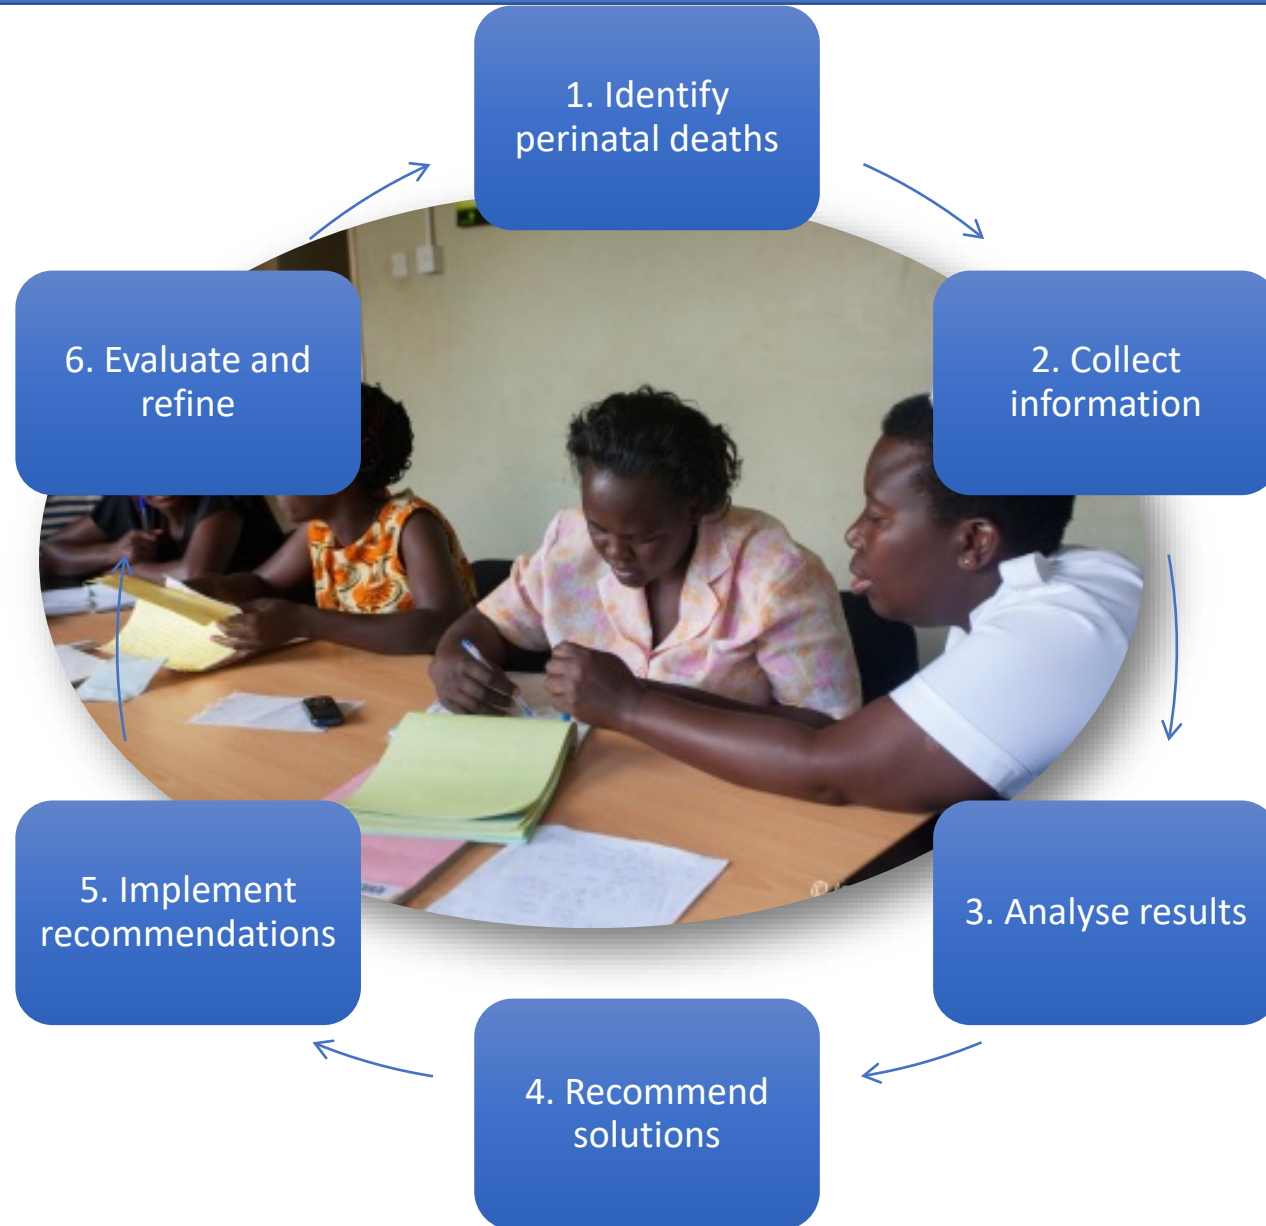 1. Identify
perinatal deaths
2. Collect
information
3. Analyse results
4. Recommend
solutions
5. Implement
recommendations
6. Evaluate and
refine